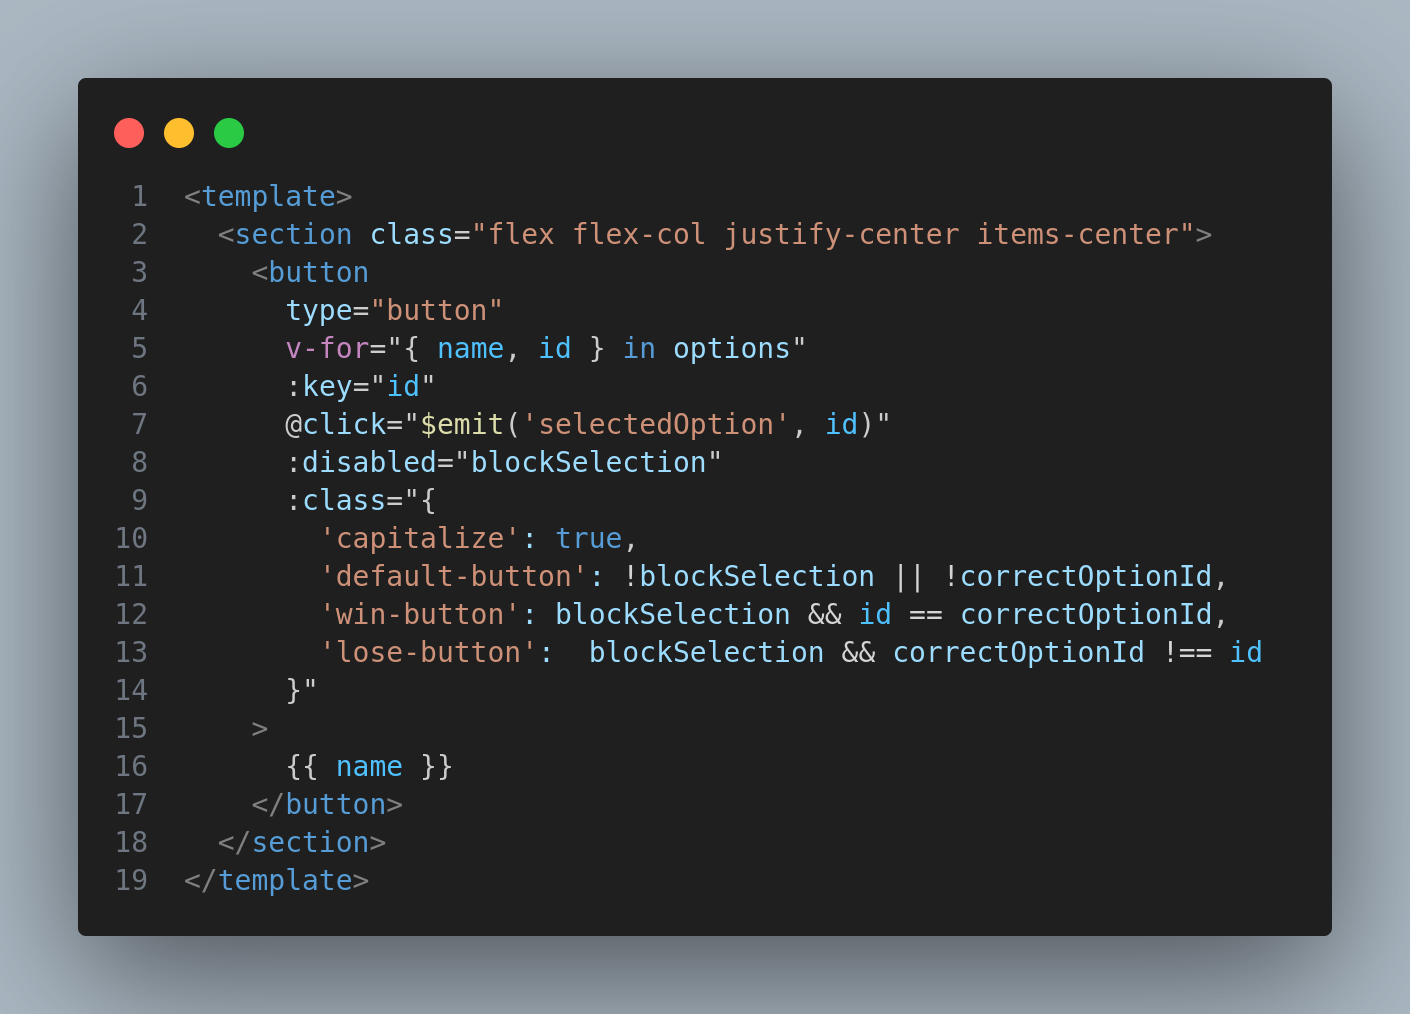 1 <template>
2   <section class="flex flex-col justify-center items-center">
3     <button
4       type="button"
5       v-for="{ name, id } in options"
6       :key="id"
7       @click="$emit('selectedOption', id)"
8       :disabled="blockSelection"
9       :class="{
10         'capitalize': true,
11         'default-button': !blockSelection || !correctOptionId,
12         'win-button': blockSelection && id == correctOptionId,
13         'lose-button':  blockSelection && correctOptionId !== id
14       }"
15     >
16       {{ name }}
17     </button>
18   </section>
19 </template>